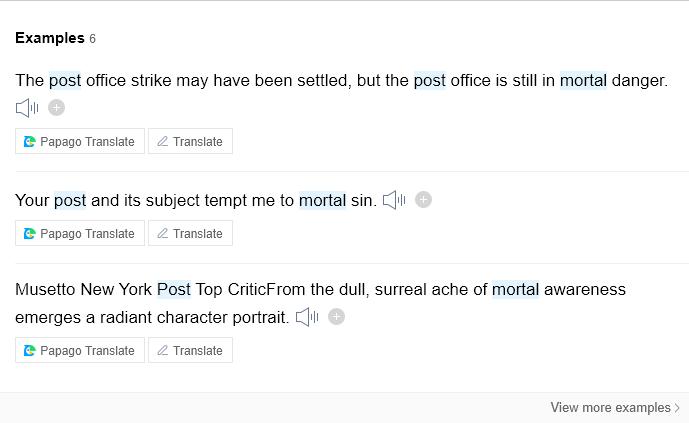 Examples 6
The post office strike may have been settled, but the post office is still in mortal danger.
Papago Translate Translate
Your post and its subject tempt me to mortal sin.
Papago Translate Translate
Musetto New York Post Top CriticFrom the dull, surreal ache of mortal awareness
emerges a radiant character portrait.
Papago Translate Translate
View more examples